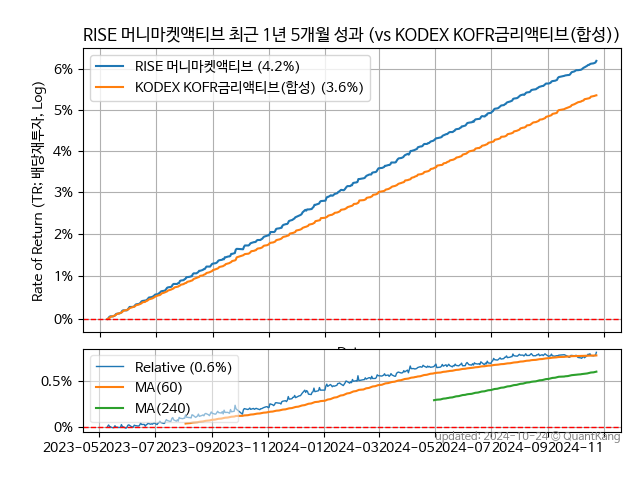 RISE 머니마켓액티브 최근 1년 5개월 성과 (vs KODEX KOFR금리액티브(합성))
RISE 머니마켓액티브 (4.2%)
KODEX KOFR금리액티브(합성) (3.6%)
Rate of Return (TR: 배당재투자, Log)
6%
5%
4%
3%
2%
1%
0%
Relative (0.6%)
MA(60)
MA(240)
0.5%
0%
updated: 2024-10-24 © QuantKang
2023-05 2023-07 2023-09 2023-11 2024-01 2024-03 2024-05 2024-07 2024-09 2024-11